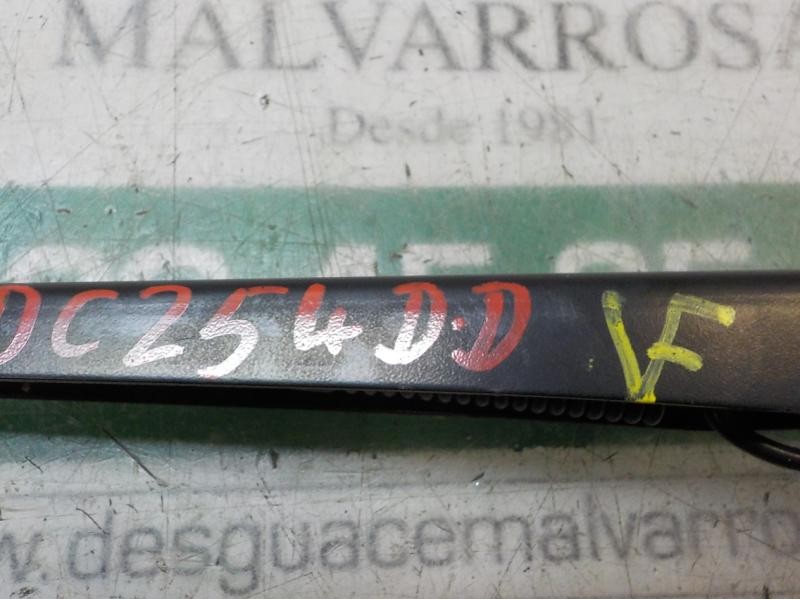 MALVARROSA
Desde 1981
DC254D.D VF
w.desguacemalvarro